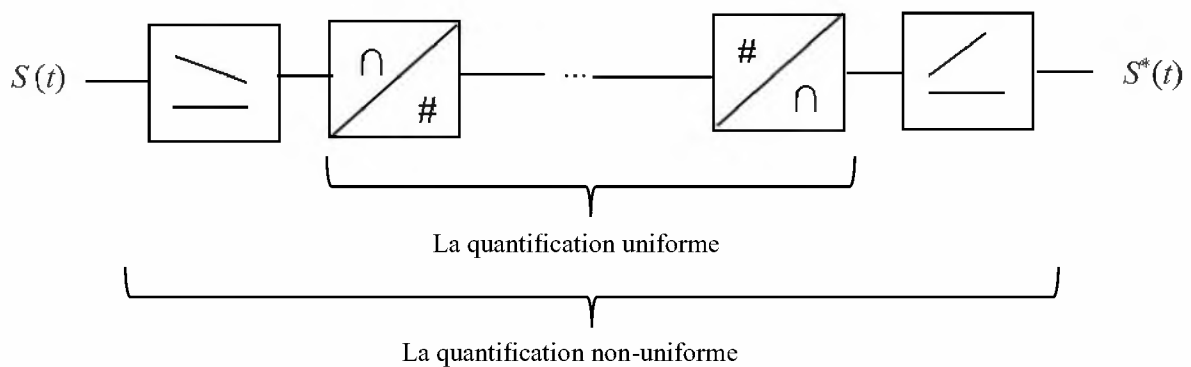 S(t) ∩ # ... # ∩ S*(t)
La quantification uniforme
La quantification non-uniforme